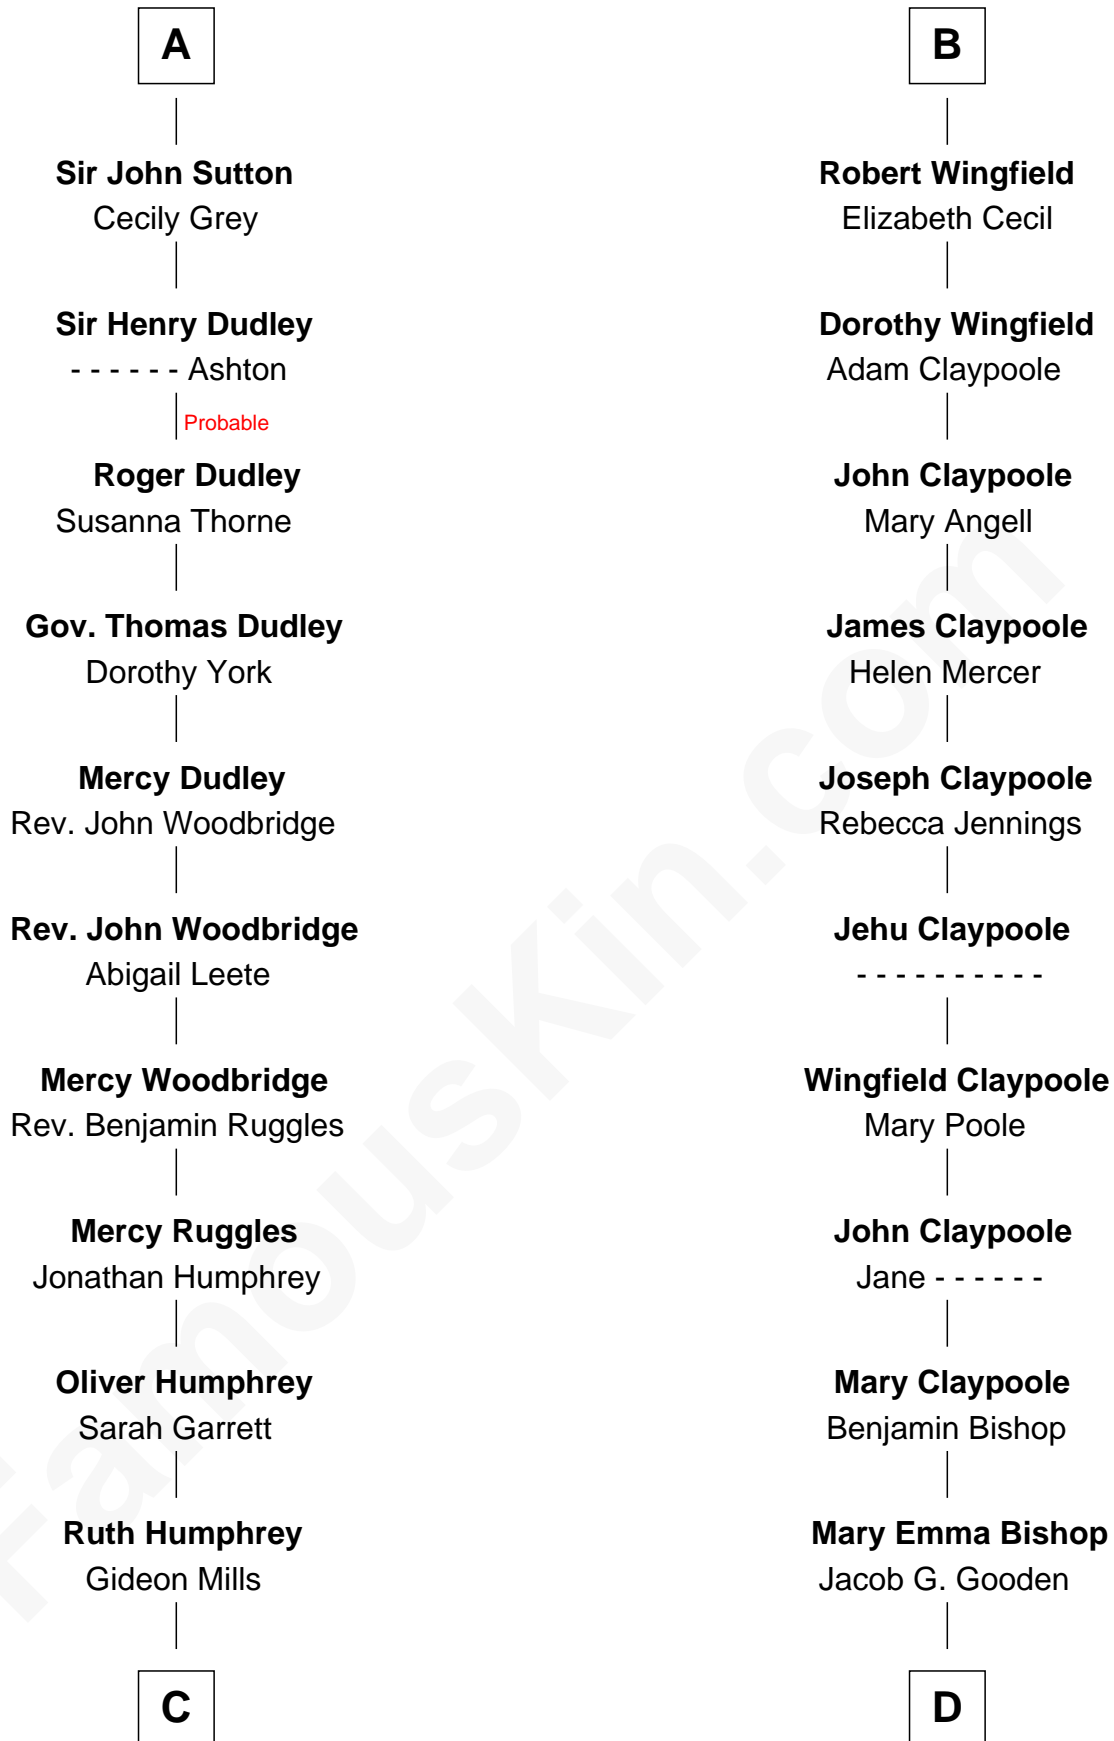 A
Sir John Sutton
Cecily Grey
Sir Henry Dudley
- - - - - - Ashton
Probable
Roger Dudley
Susanna Thorne
Gov. Thomas Dudley
Dorothy York
Mercy Dudley
Rev. John Woodbridge
Rev. John Woodbridge
Abigail Leete
Mercy Woodbridge
Rev. Benjamin Ruggles
Mercy Ruggles
Jonathan Humphrey
Oliver Humphrey
Sarah Garrett
Ruth Humphrey
Gideon Mills
C
B
Robert Wingfield
Elizabeth Cecil
Dorothy Wingfield
Adam Claypoole
John Claypoole
Mary Angell
James Claypoole
Helen Mercer
Joseph Claypoole
Rebecca Jennings
Jehu Claypoole
- - - - - - - - - -
Wingfield Claypoole
Mary Poole
John Claypoole
Jane - - - - - -
Mary Claypoole
Benjamin Bishop
Mary Emma Bishop
Jacob G. Gooden
D
FamousKin.com